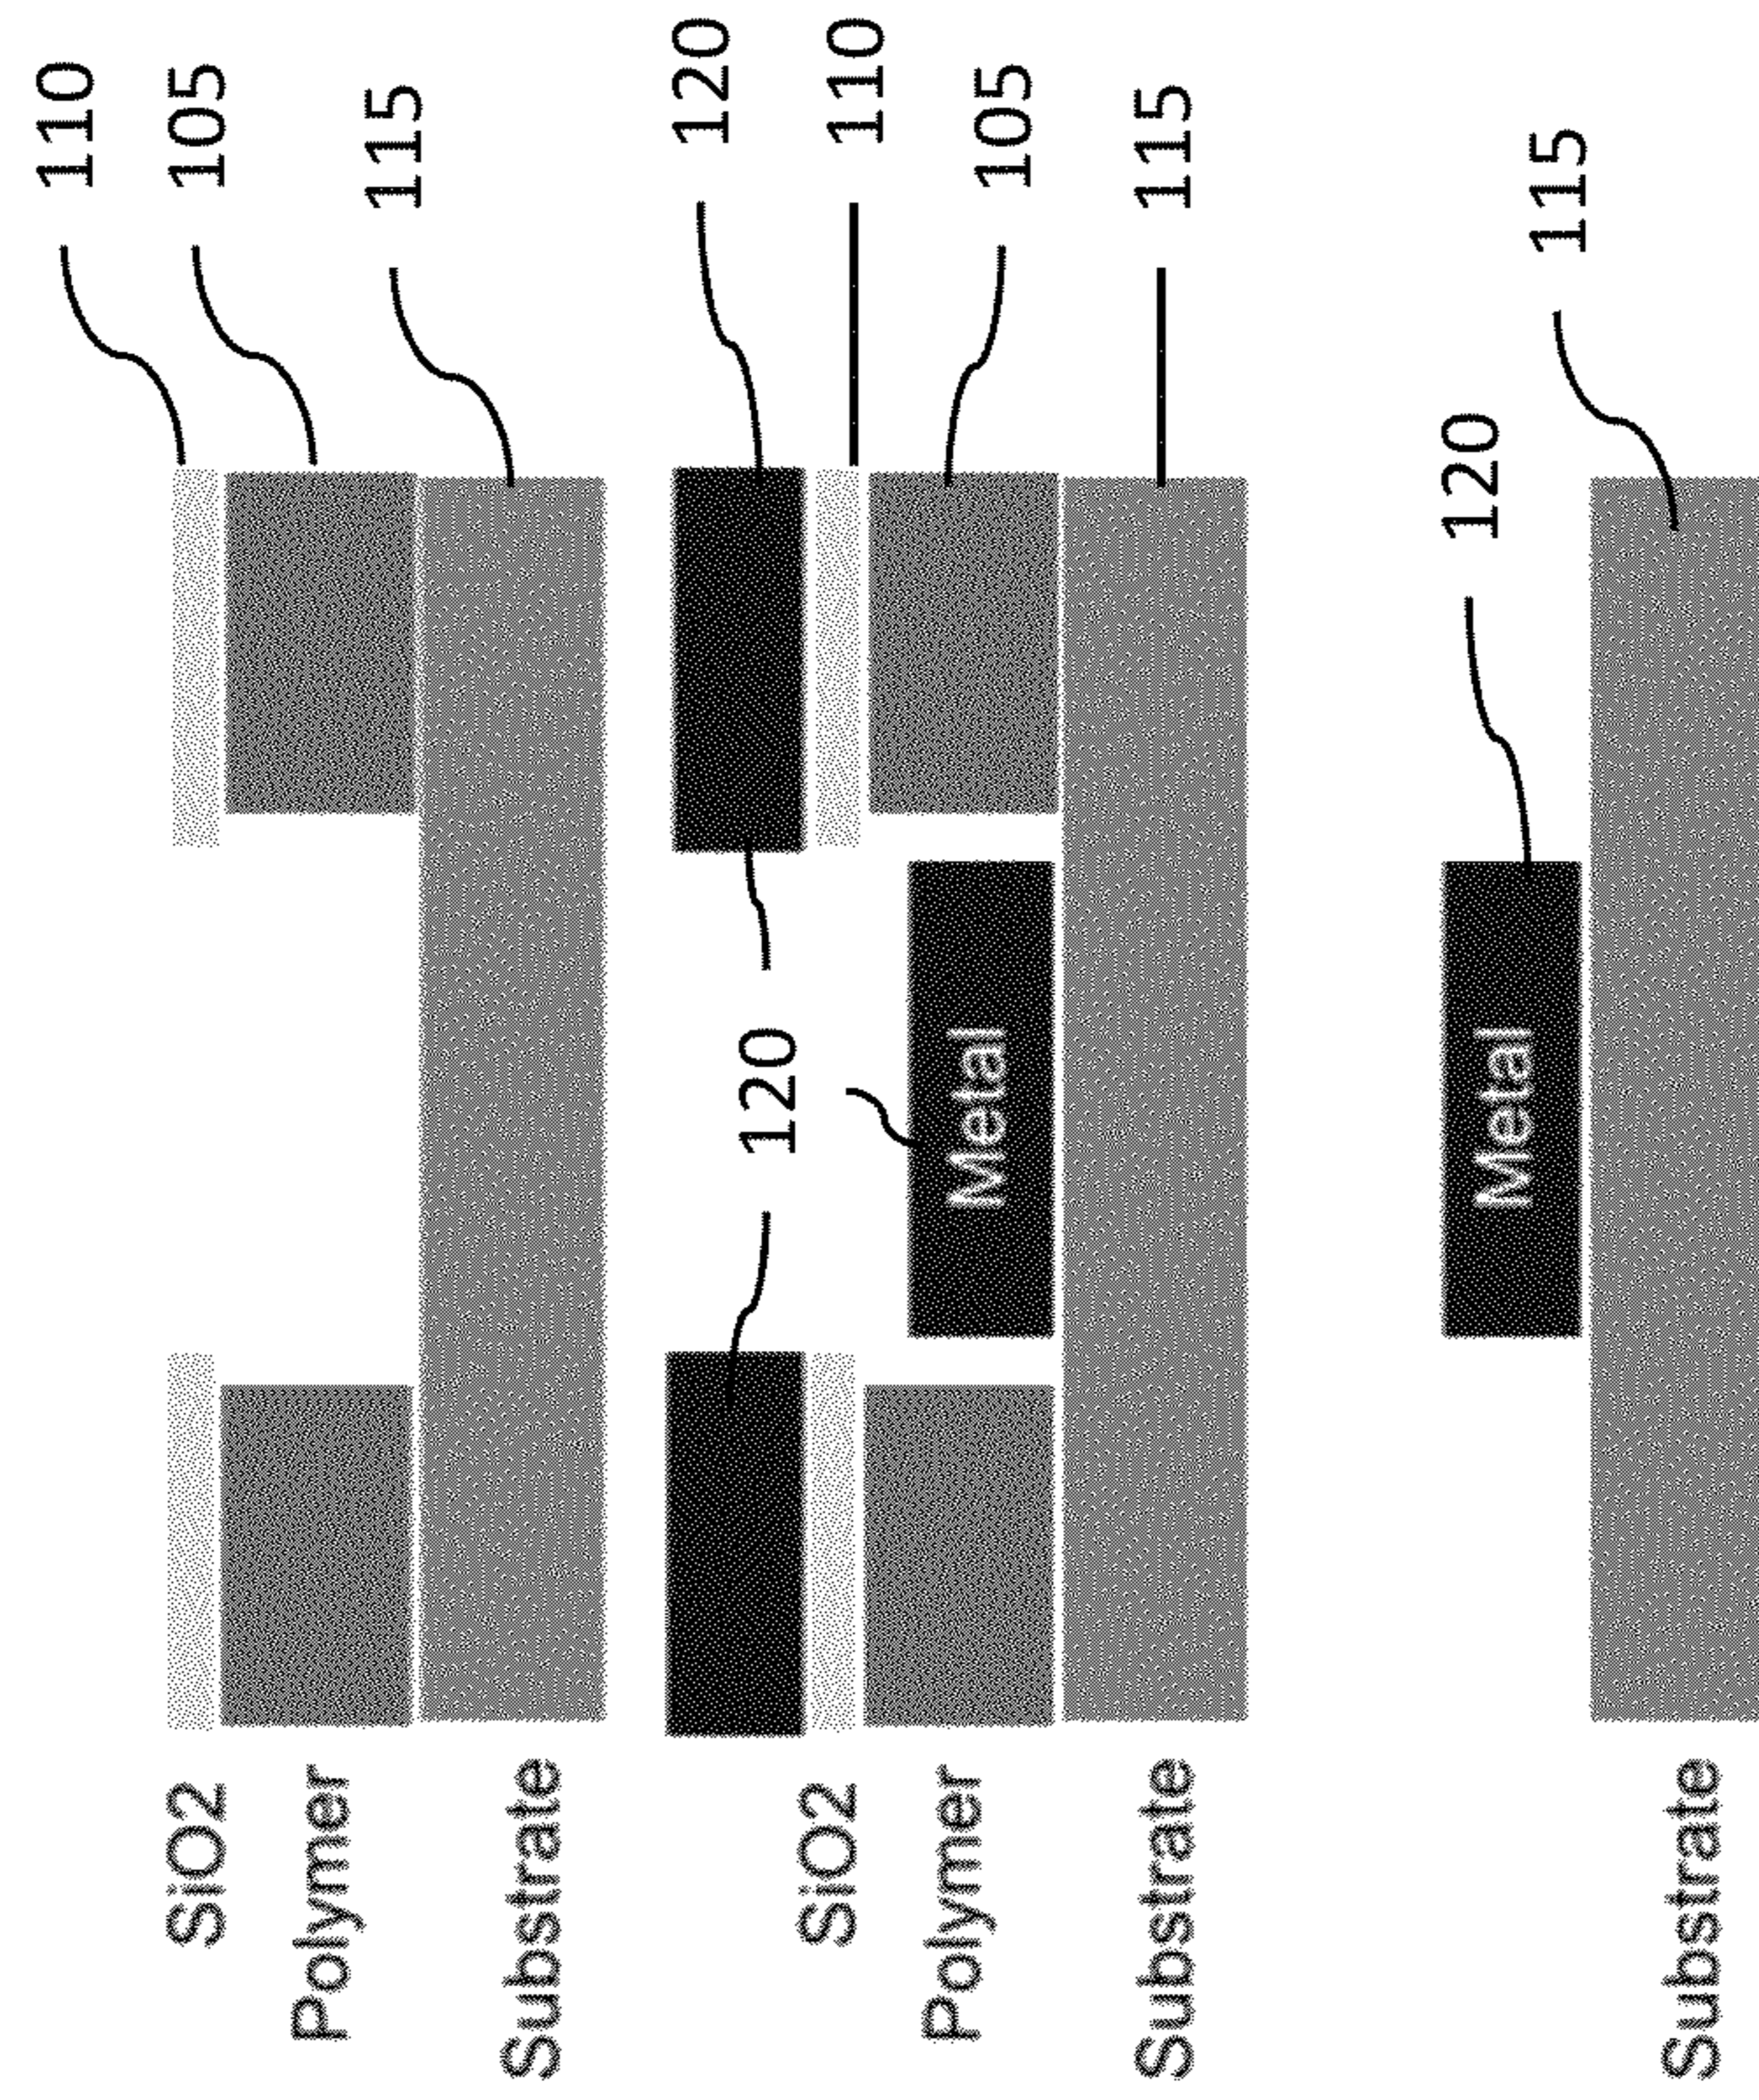 110
SiO2 105
Polymer
115
Substrate
120
120
SiO2 110
Polymer Metal 105
Substrate 115
120
Metal
115
Substrate